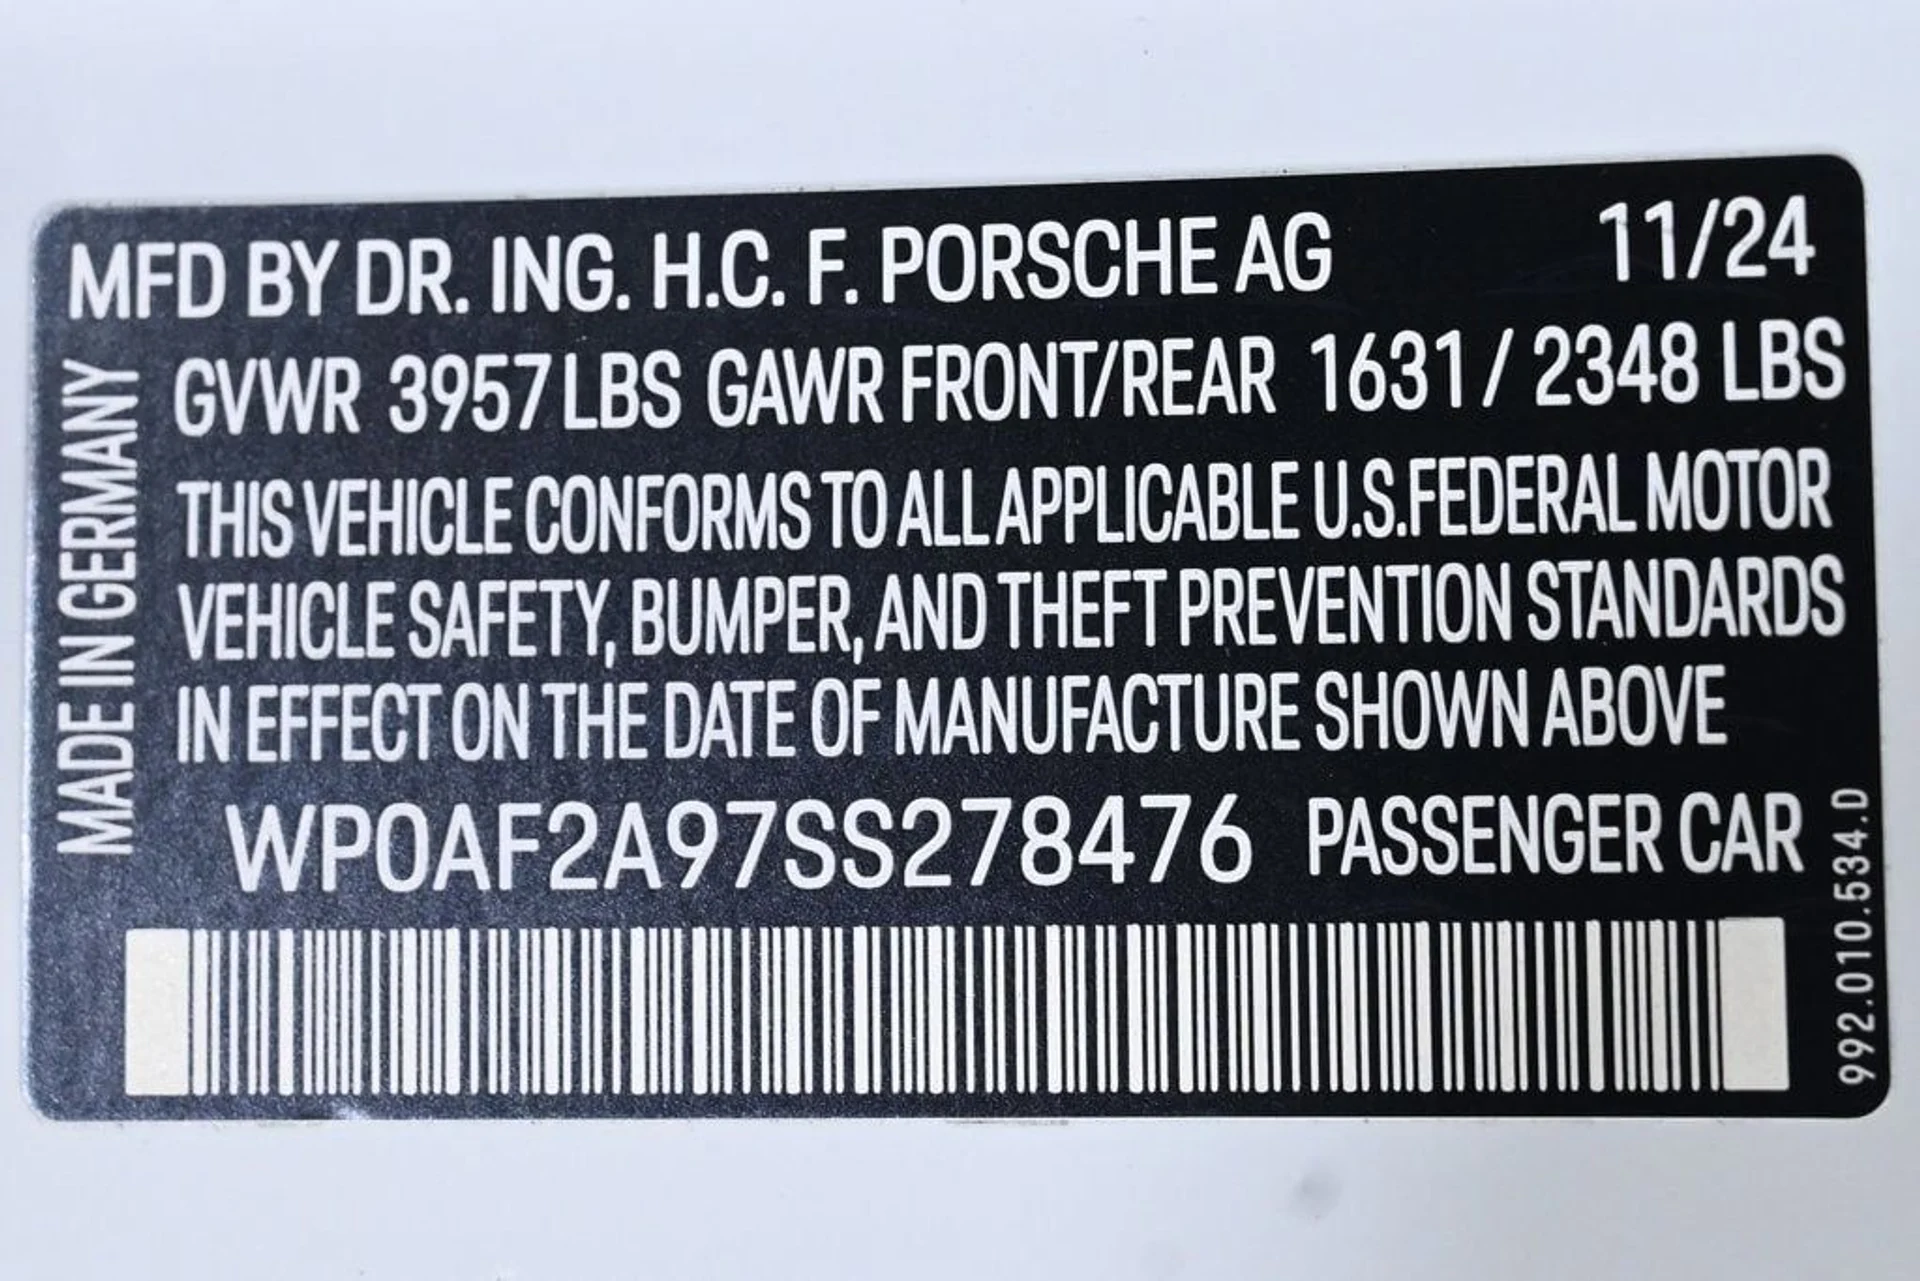 MFD BY DR. ING. H.C. F. PORSCHE AG 11/24
GVWR 3957 LBS GAWR FRONT/REAR 1631 / 2348 LBS
THIS VEHICLE CONFORMS TO ALL APPLICABLE U.S.FEDERAL MOTOR
VEHICLE SAFETY, BUMPER, AND THEFT PREVENTION STANDARDS
IN EFFECT ON THE DATE OF MANUFACTURE SHOWN ABOVE
WP0AF2A97SS278476 PASSENGER CAR
MADE IN GERMANY
992.010.534.D